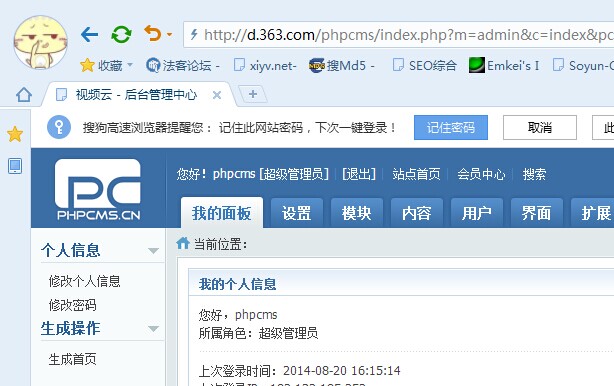 http://d.363.com/phpcms/index.php?m=admin&c=index&pc
收藏 法客论坛 - xiyv.net- 搜Md5 - SEO综合 Emkei's I Soyun-C
视频云 - 后台管理中心
搜狗高速浏览器提醒您： 记住此网站密码，下次一键登录！ 记住密码 取消 此
PC
PHPCMS.CN
您好！phpcms [超级管理员] | [退出] | 站点首页 | 会员中心 | 搜索
我的面板 设置 模块 内容 用户 界面 扩展
当前位置：
个人信息
修改个人信息
修改密码
生成操作
生成首页
我的个人信息
您好，phpcms
所属角色：超级管理员
上次登录时间：2014-08-20 16:15:14